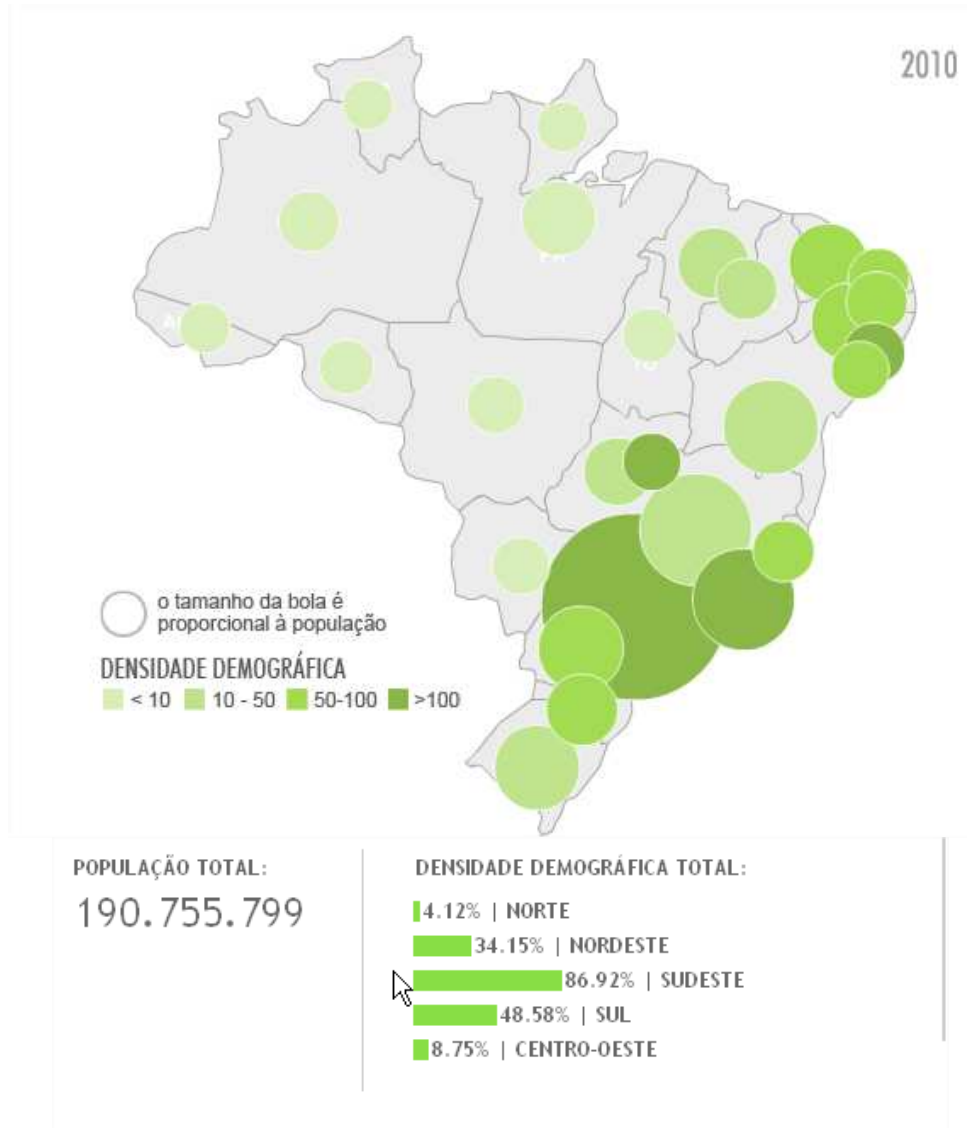 2010
o tamanho da bola é
proporcional à população
DENSIDADE DEMOGRÁFICA
< 10
10 - 50
50-100
>100
POPULAÇÃO TOTAL:
190.755.799
DENSIDADE DEMOGRÁFICA TOTAL:
4.12% | NORTE
34.15% | NORDESTE
86.92% | SUDESTE
48.58% | SUL
8.75% | CENTRO-OESTE